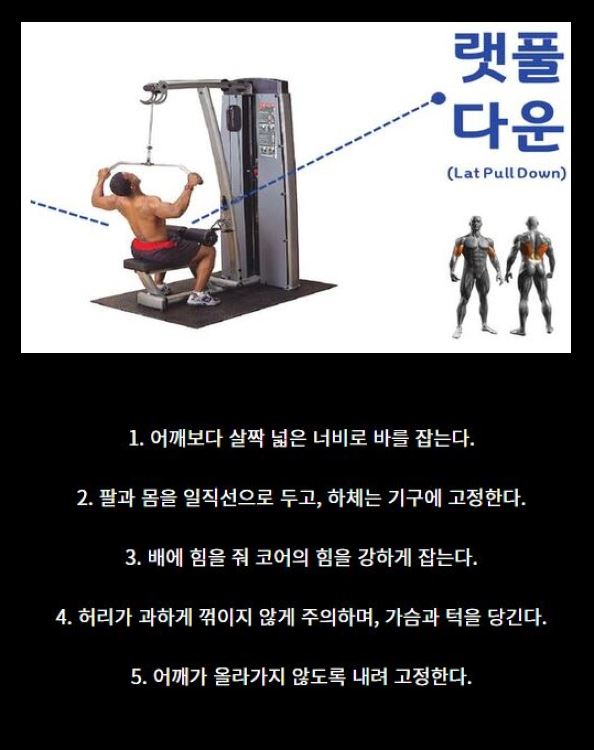 랫풀
다운
(Lat Pull Down)
1. 어깨보다 살짝 넓은 너비로 바를 잡는다.
2. 팔과 몸을 일직선으로 두고, 하체는 기구에 고정한다.
3. 배에 힘을 줘 코어의 힘을 강하게 잡는다.
4. 허리가 과하게 꺾이지 않게 주의하며, 가슴과 턱을 당긴다.
5. 어깨가 올라가지 않도록 내려 고정한다.